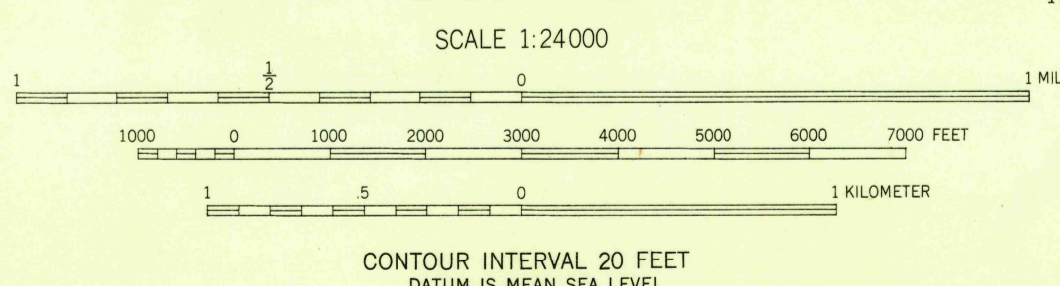 SCALE 1:24000
1 1/2 0 1 MIL
1000 0 1000 2000 3000 4000 5000 6000 7000 FEET
1 .5 0 1 KILOMETER
CONTOUR INTERVAL 20 FEET
DATUM IS MEAN SEA LEVEL